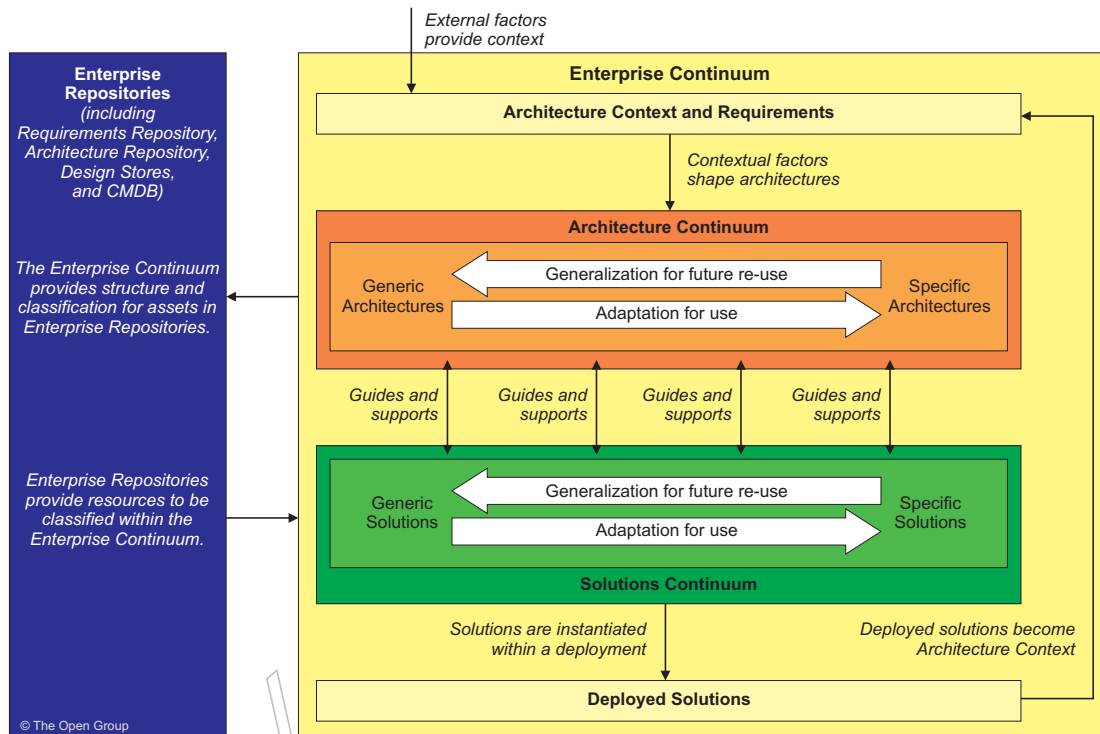 External factors
provide context
Enterprise
Repositories
(including
Requirements Repository,
Architecture Repository,
Design Stores,
and CMDB)
The Enterprise Continuum
provides structure and
classification for assets in
Enterprise Repositories.
Enterprise Repositories
provide resources to be
classified within the
Enterprise Continuum.
© The Open Group
Enterprise Continuum
Architecture Context and Requirements
Contextual factors
shape architectures
Architecture Continuum
Generic
Architectures
Generalization for future re-use
Adaptation for use
Specific
Architectures
Guides and
supports
Guides and
supports
Guides and
supports
Guides and
supports
Generic
Solutions
Generalization for future re-use
Adaptation for use
Specific
Solutions
Solutions Continuum
Solutions are instantiated
within a deployment
Deployed solutions become
Architecture Context
Deployed Solutions